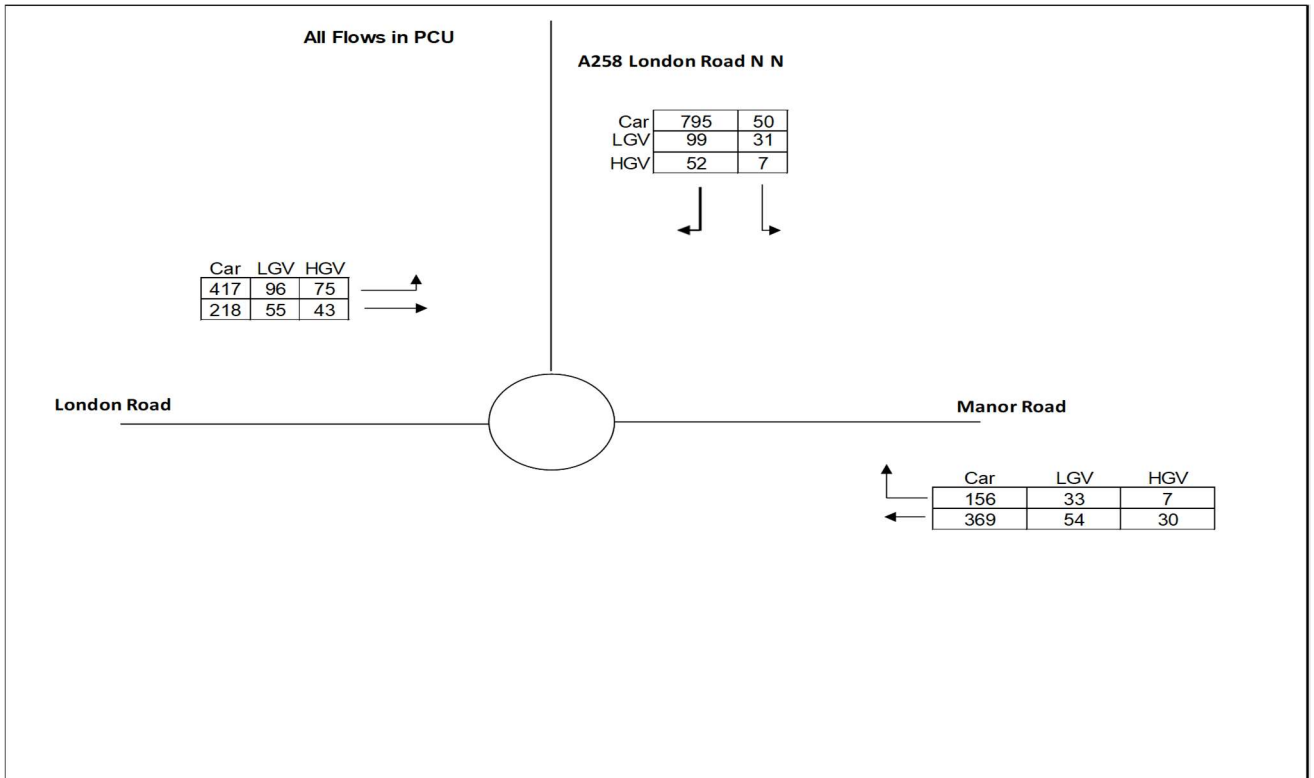 All Flows in PCU
A258 London Road N N
Car 795 50
LGV 99 31
HGV 52 7
Car LGV HGV
417 96 75
218 55 43
London Road
Manor Road
Car LGV HGV
156 33 7
369 54 30